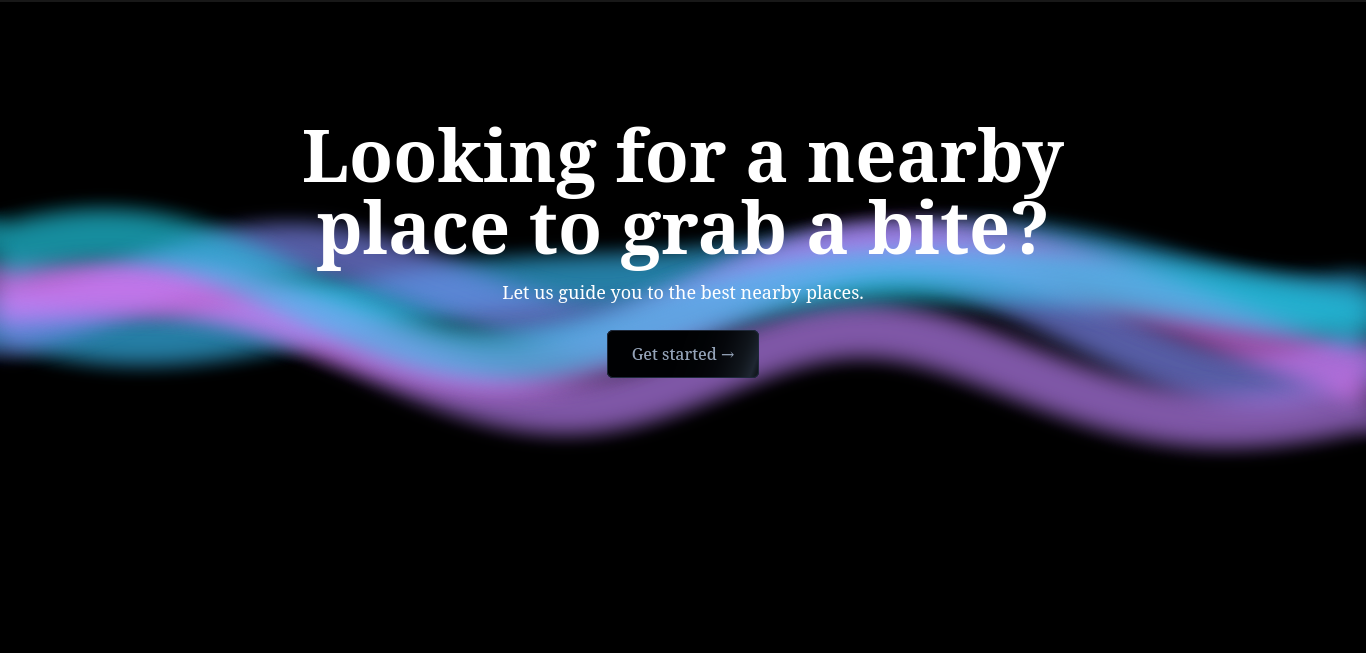 Looking for a nearby
place to grab a bite?
Let us guide you to the best nearby places.
Get started →